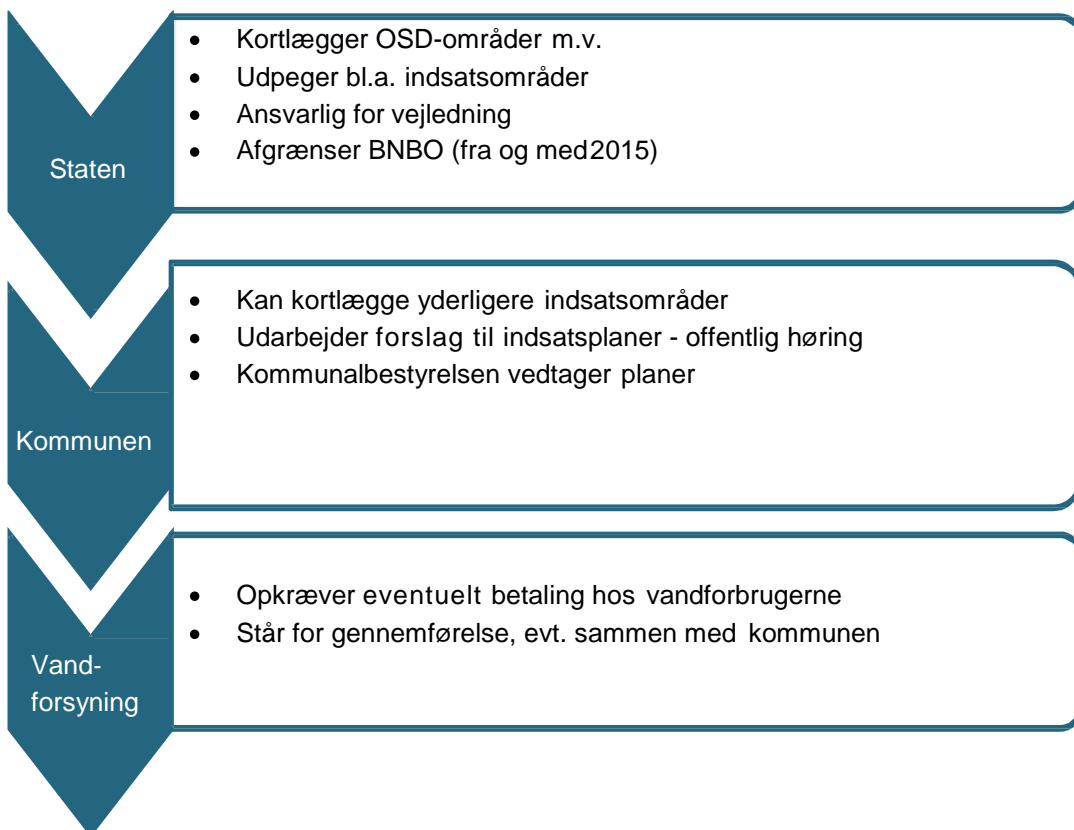 Staten
• Kortlægger OSD-områder m.v.
• Udpeger bl.a. indsatsområder
• Ansvarlig for vejledning
• Afgrænser BNBO (fra og med2015)
Kommunen
• Kan kortlægge yderligere indsatsområder
• Udarbejder forslag til indsatsplaner - offentlig høring
• Kommunalbestyrelsen vedtager planer
Vand-
forsyning
• Opkræver eventuelt betaling hos vandforbrugerne
• Står for gennemførelse, evt. sammen med kommunen